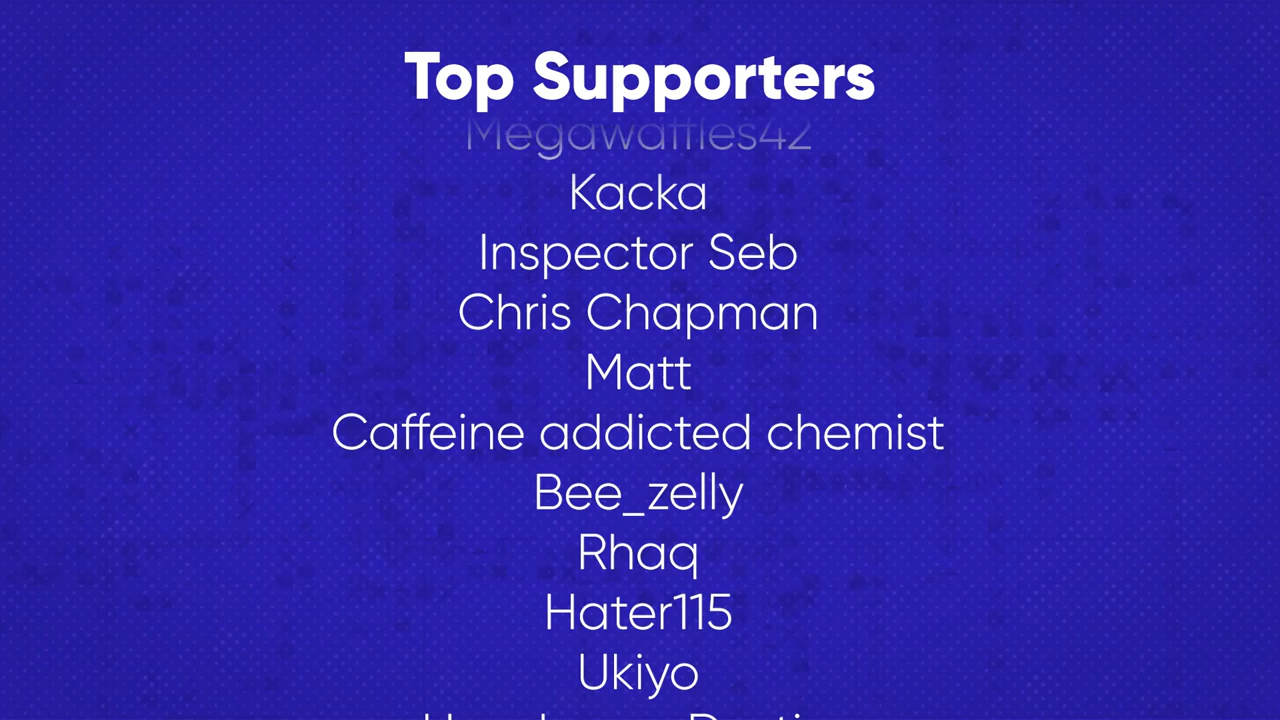 Top Supporters
Megawaffles42
Kacka
Inspector Seb
Chris Chapman
Matt
Caffeine addicted chemist
Bee_zelly
Rhaq
Hater115
Ukiyo